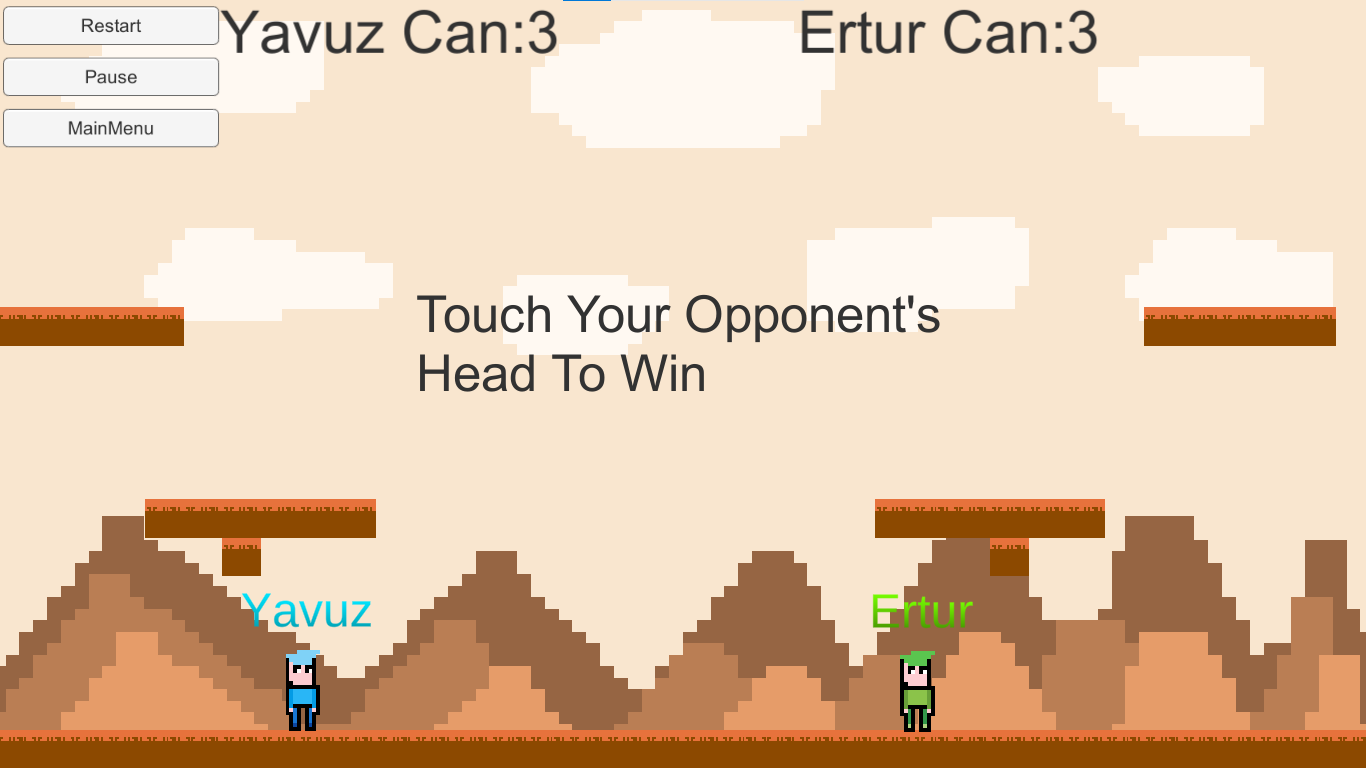 Restart
Yavuz Can:3
Ertur Can:3
Pause
MainMenu
Touch Your Opponent's
Head To Win
Yavuz
Ertur